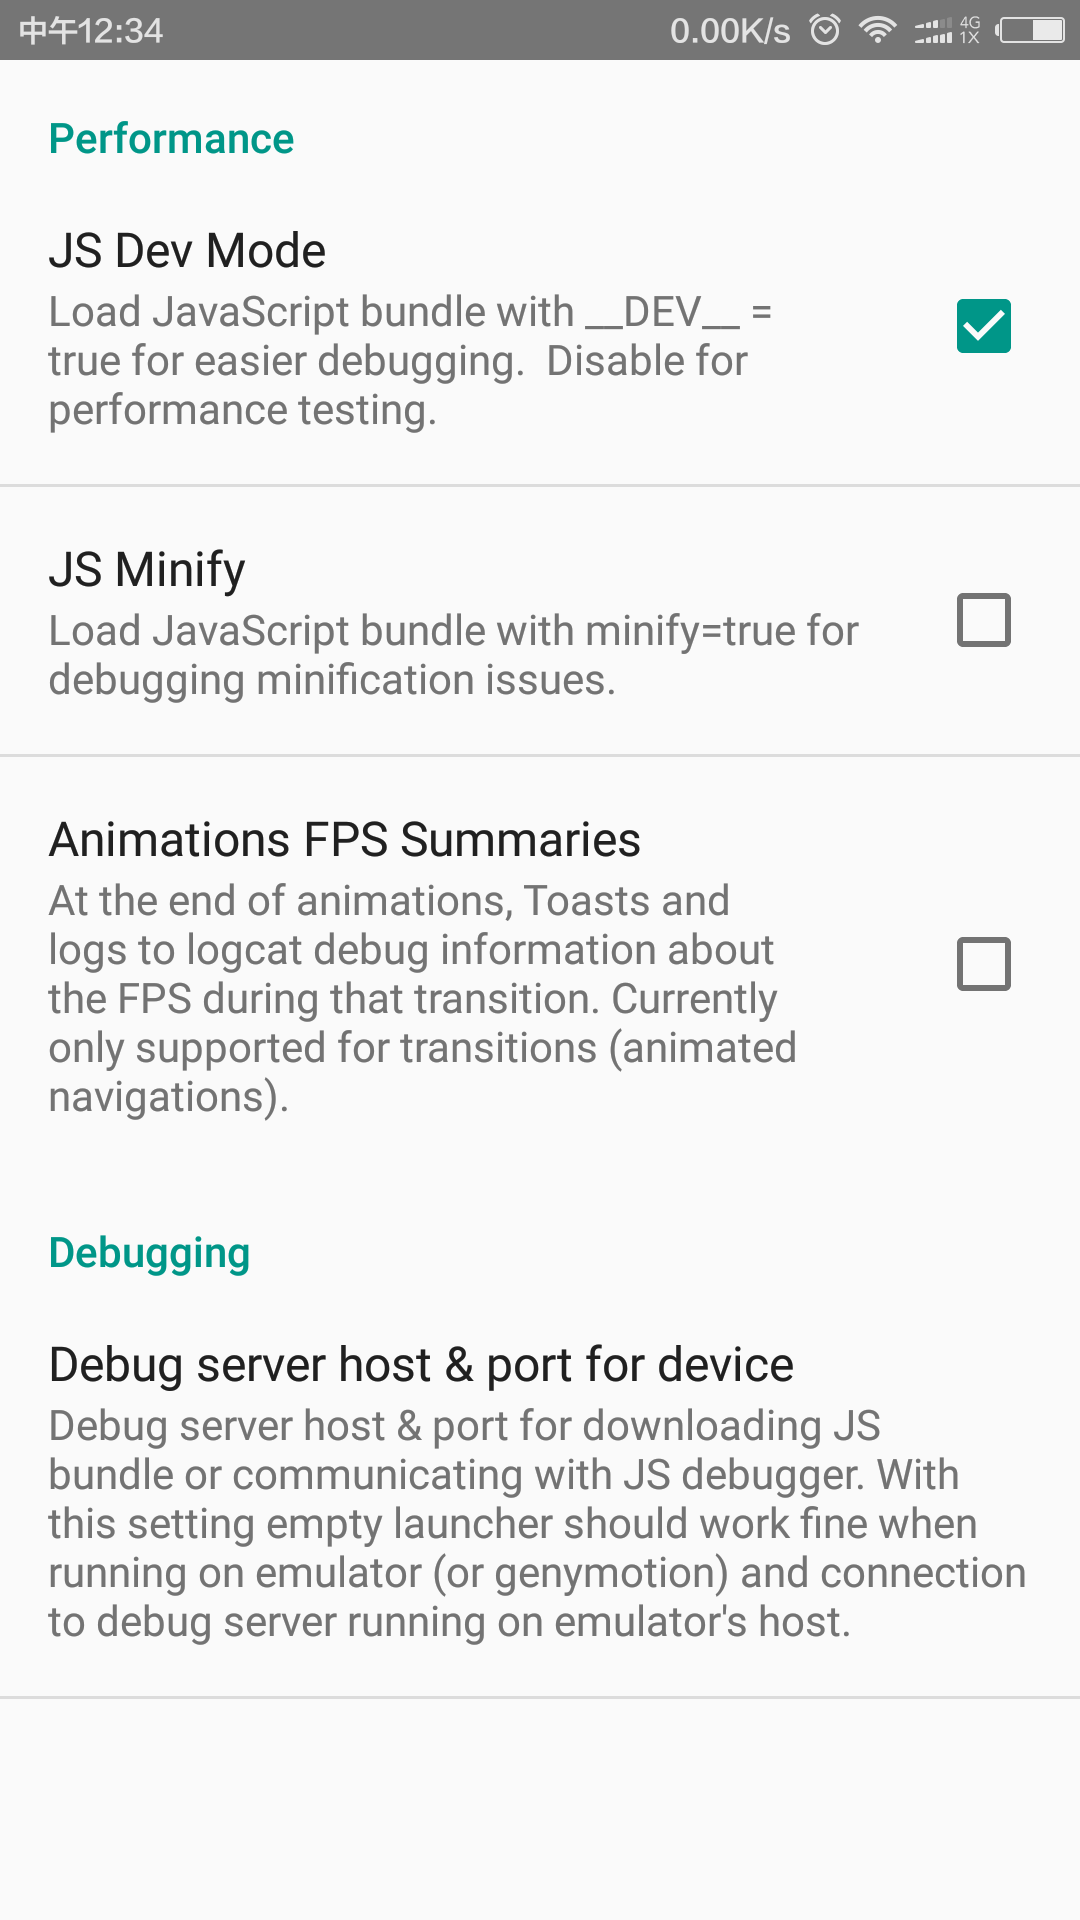 中午12:34 0.00K/s 4G 1X
Performance
JS Dev Mode
Load JavaScript bundle with __DEV__ =
true for easier debugging.  Disable for
performance testing.
JS Minify
Load JavaScript bundle with minify=true for
debugging minification issues.
Animations FPS Summaries
At the end of animations, Toasts and
logs to logcat debug information about
the FPS during that transition. Currently
only supported for transitions (animated
navigations).
Debugging
Debug server host & port for device
Debug server host & port for downloading JS
bundle or communicating with JS debugger. With
this setting empty launcher should work fine when
running on emulator (or genymotion) and connection
to debug server running on emulator's host.